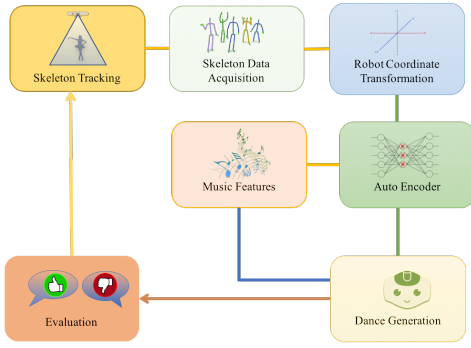 Skeleton Tracking
Skeleton Data
Acquisition
Robot Coordinate
Transformation
Music Features
Auto Encoder
Evaluation
Dance Generation